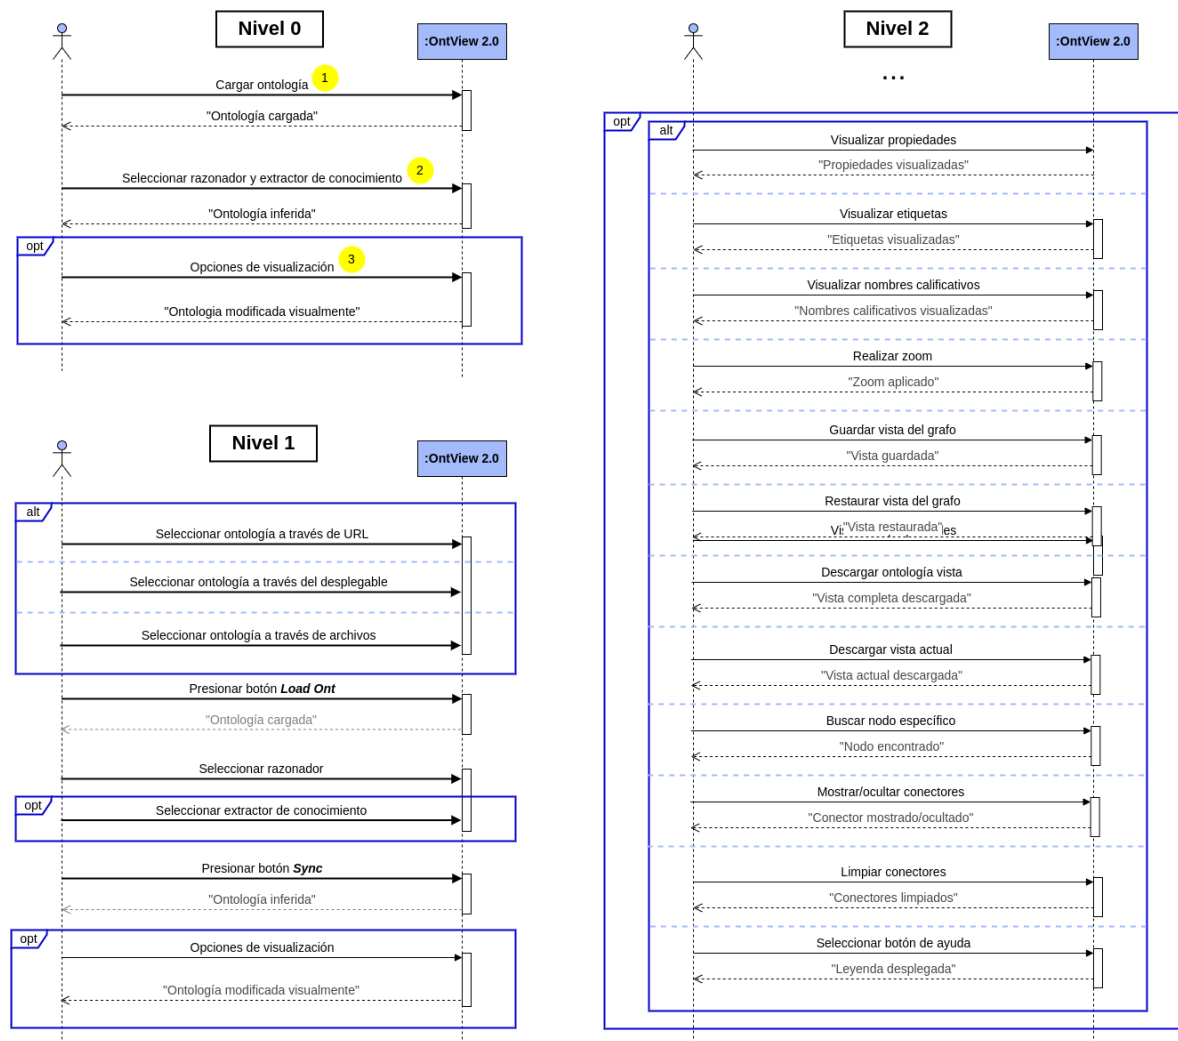 Nivel 0
:OntView 2.0
Cargar ontología
1
"Ontología cargada"
Seleccionar razonador y extractor de conocimiento
2
"Ontología inferida"
opt
Opciones de visualización
3
"Ontologia modificada visualmente"
Nivel 1
:OntView 2.0
alt
Seleccionar ontología a través de URL
Seleccionar ontología a través del desplegable
Seleccionar ontología a través de archivos
Presionar botón Load Ont
"Ontología cargada"
Seleccionar razonador
opt
Seleccionar extractor de conocimiento
Presionar botón Sync
"Ontología inferida"
opt
Opciones de visualización
"Ontología modificada visualmente"
Nivel 2
:OntView 2.0
...
opt
alt
Visualizar propiedades
"Propiedades visualizadas"
Visualizar etiquetas
"Etiquetas visualizadas"
Visualizar nombres calificativos
"Nombres calificativos visualizadas"
Realizar zoom
"Zoom aplicado"
Guardar vista del grafo
"Vista guardada"
Restaurar vista del grafo
"Vista restaurada"
Descargar ontología vista
"Vista completa descargada"
Descargar vista actual
"Vista actual descargada"
Buscar nodo específico
"Nodo encontrado"
Mostrar/ocultar conectores
"Conector mostrado/ocultado"
Limpiar conectores
"Conectores limpiados"
Seleccionar botón de ayuda
"Leyenda desplegada"